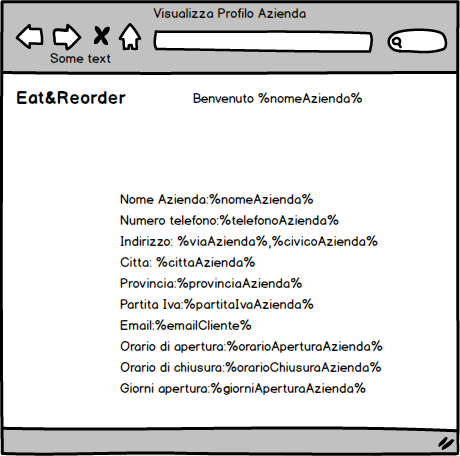 Visualizza Profilo Azienda
Some text
Eat&Reorder
Benvenuto %nomeAzienda%
Nome Azienda:%nomeAzienda%
Numero telefono:%telefonoAzienda%
Indirizzo: %viaAzienda%,%civicoAzienda%
Citta: %cittaAzienda%
Provincia:%provinciaAzienda%
Partita Iva:%partitaIvaAzienda%
Email:%emailCliente%
Orario di apertura:%orarioAperturaAzienda%
Orario di chiusura:%orarioChiusuraAzienda%
Giorni apertura:%giorniAperturaAzienda%